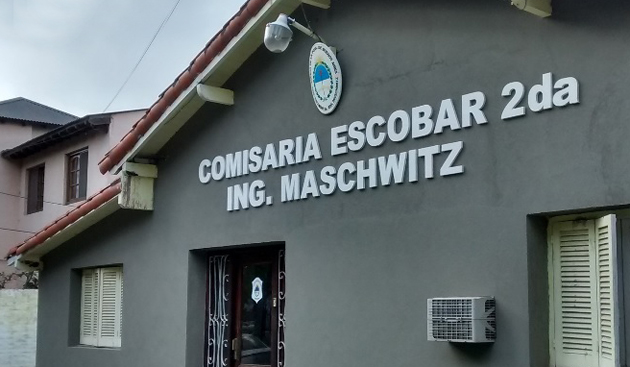 COMISARIA ESCOBAR 2da
ING. MASCHWITZ